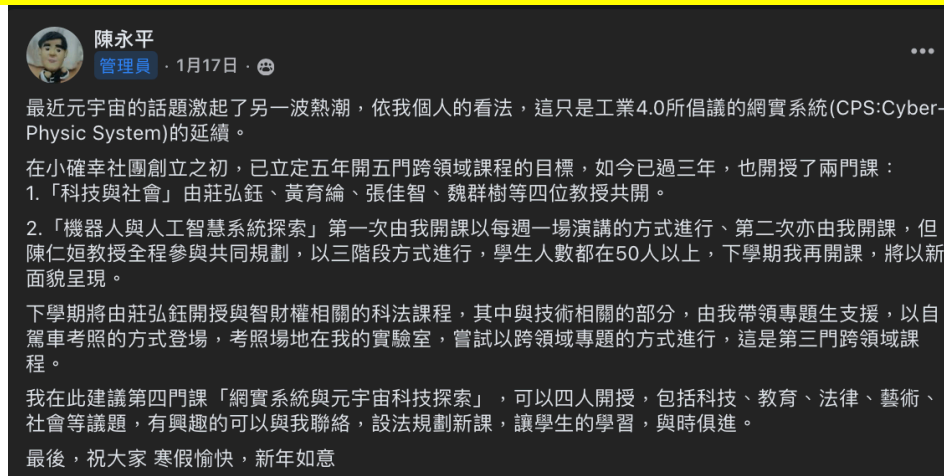 陳永平
管理員 · 1月17日 ·
最近元宇宙的話題激起了另一波熱潮，依我個人的看法，這只是工業4.0所倡議的網實系統(CPS:Cyber-
Physic System)的延續。
在小確幸社團創立之初，已立定五年開五門跨領域課程的目標，如今已過三年，也開授了兩門課：
1.「科技與社會」由莊弘鈺、黃育綸、張佳智、魏群樹等四位教授共開。
2.「機器人與人工智慧系統探索」第一次由我開課以每週一場演講的方式進行、第二次亦由我開課，但
陳仁姮教授全程參與共同規劃，以三階段方式進行，學生人數都在50人以上，下學期我再開課，將以新
面貌呈現。
下學期將由莊弘鈺開授與智財權相關的科法課程，其中與技術相關的部分，由我帶領專題生支援，以自
駕車考照的方式登場，考照場地在我的實驗室，嘗試以跨領域專題的方式進行，這是第三門跨領域課
程。
我在此建議第四門課「網實系統與元宇宙科技探索」，可以四人開授，包括科技、教育、法律、藝術、
社會等議題，有興趣的可以與我聯絡，設法規劃新課，讓學生的學習，與時俱進。
最後，祝大家 寒假愉快，新年如意